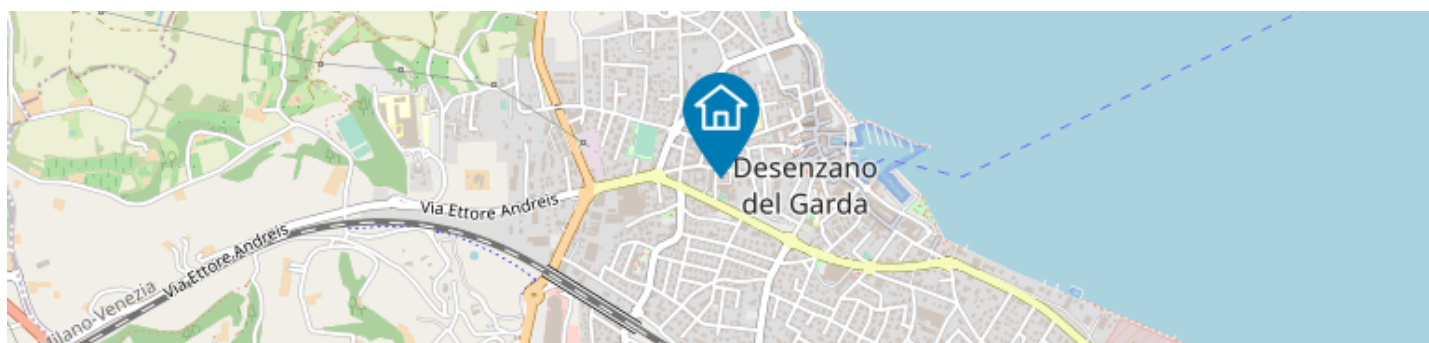 Desenzano
del Garda
Via Ettore Andreis
Via Ettore Andreis
Milano-Venezia